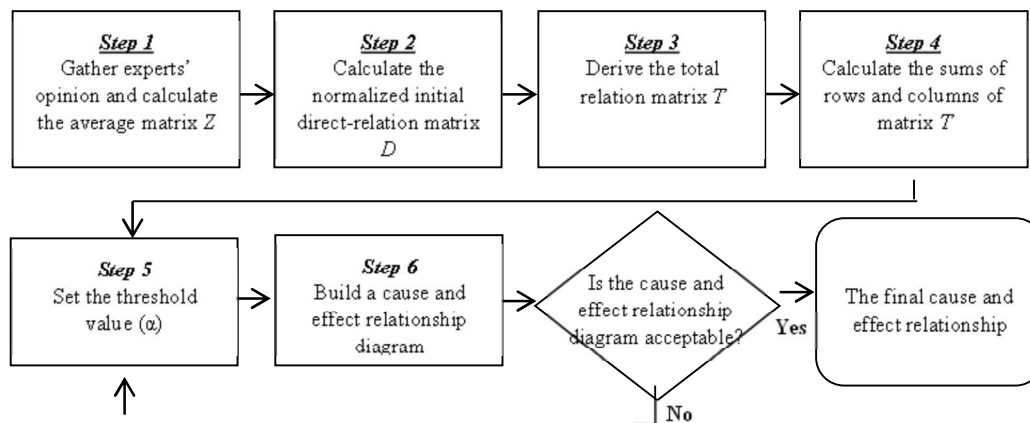 Step 1
Gather experts'
opinion and calculate
the average matrix Z
Step 2
Calculate the
normalized initial
direct-relation matrix
D
Step 3
Derive the total
relation matrix T
Step 4
Calculate the sums of
rows and columns of
matrix T
Step 5
Set the threshold
value (α)
Step 6
Build a cause and
effect relationship
diagram
Is the cause and
effect relationship
diagram acceptable?
Yes
No
The final cause and
effect relationship